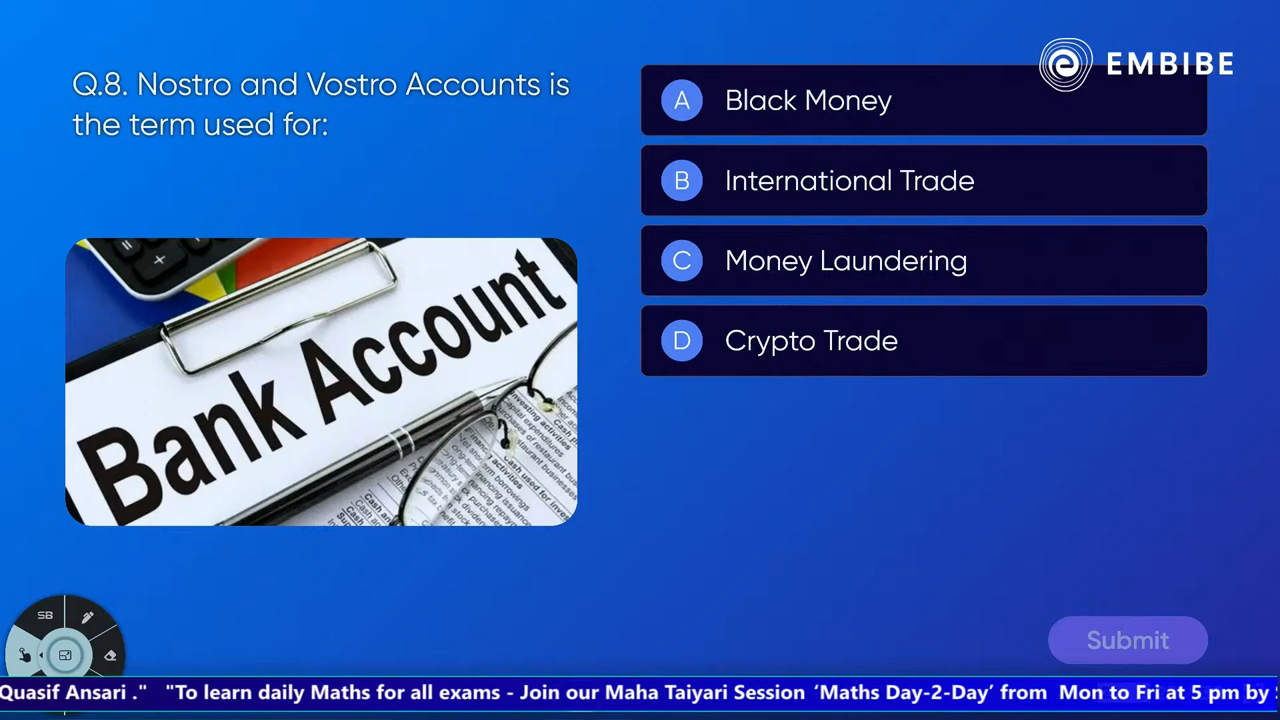 EMBIBE
Q.8. Nostro and Vostro Accounts is
the term used for:
A Black Money
B International Trade
C Money Laundering
D Crypto Trade
Bank Account
SB
Submit
Quasif Ansari ." "To learn daily Maths for all exams - Join our Maha Taiyari Session ‘Maths Day-2-Day’ from Mon to Fri at 5 pm by